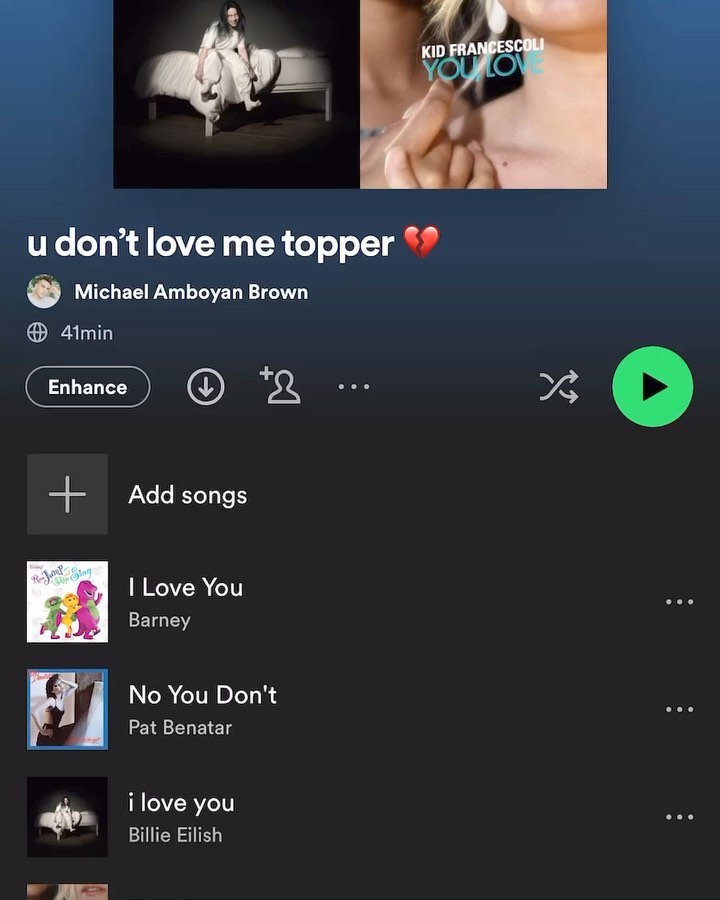 KID FRANCESCOLI
YOU, LOVE
u don't love me topper 💔
Michael Amboyan Brown
41min
Enhance
Add songs
I Love You
Barney
No You Don't
Pat Benatar
i love you
Billie Eilish